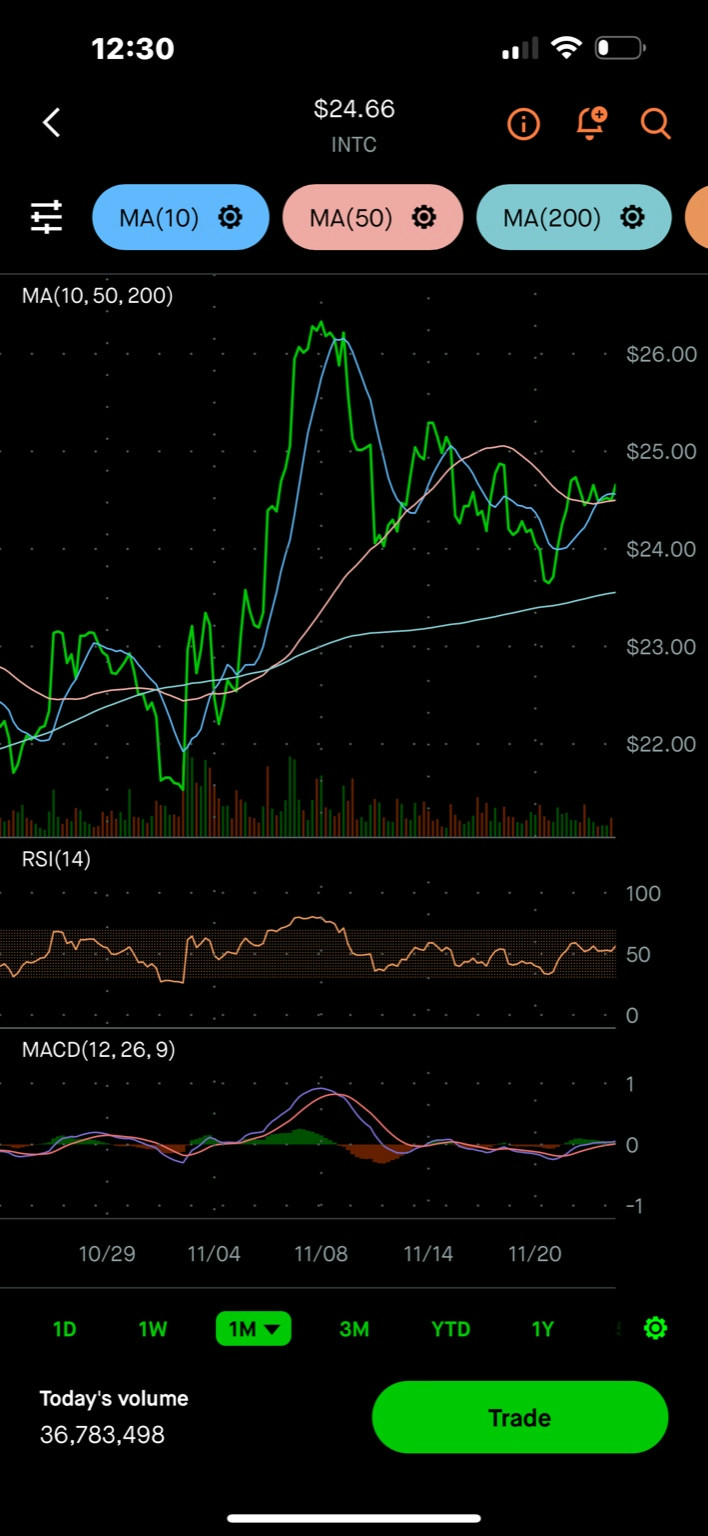 12:30
$24.66
INTC
MA(10) MA(50) MA(200)
MA(10,50,200)
$26.00
$25.00
$24.00
$23.00
$22.00
RSI(14)
100
50
0
MACD(12,26,9)
1
0
-1
10/29 11/04 11/08 11/14 11/20
1D 1W 1M 3M YTD 1Y
Today's volume
36,783,498
Trade